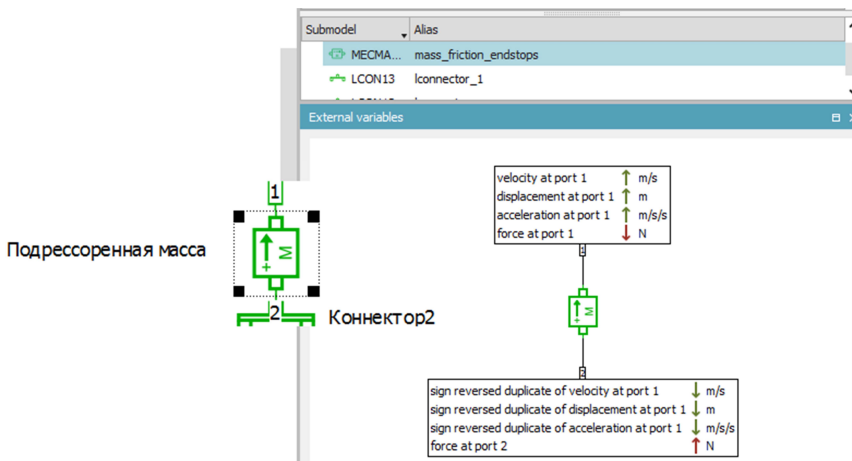 Submodel Alias
MECMA... mass_friction_endstops
LCON13 lconnector_1
External variables
velocity at port 1 m/s
displacement at port 1 m
acceleration at port 1 m/s/s
force at port 1 N
1
1
M
+
Подрессоренная масса
M
+
2
Коннектор2
2
sign reversed duplicate of velocity at port 1 m/s
sign reversed duplicate of displacement at port 1 m
sign reversed duplicate of acceleration at port 1 m/s/s
force at port 2 N